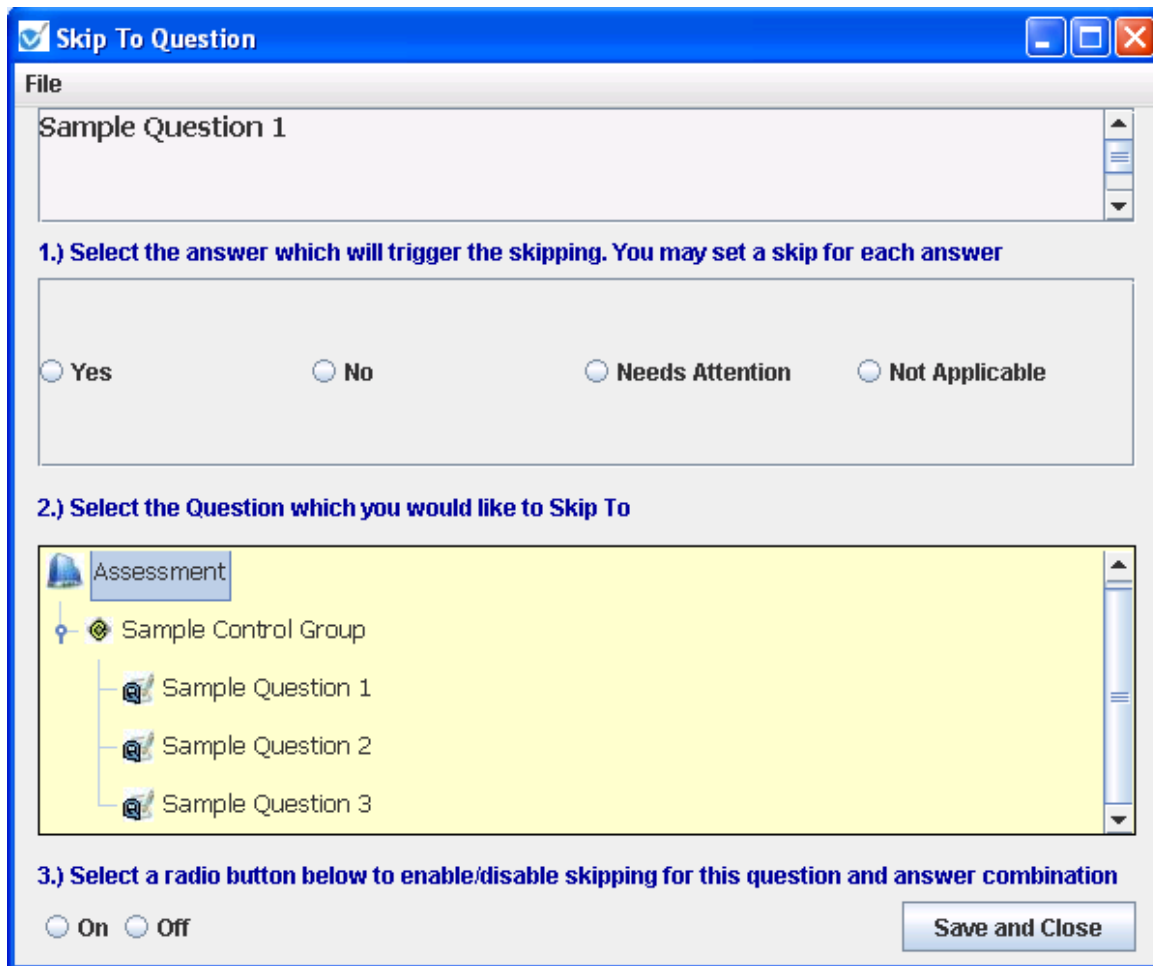 Skip To Question
File
Sample Question 1
1.) Select the answer which will trigger the skipping. You may set a skip for each answer
Yes No Needs Attention Not Applicable
2.) Select the Question which you would like to Skip To
Assessment
Sample Control Group
Sample Question 1
Sample Question 2
Sample Question 3
3.) Select a radio button below to enable/disable skipping for this question and answer combination
On Off Save and Close